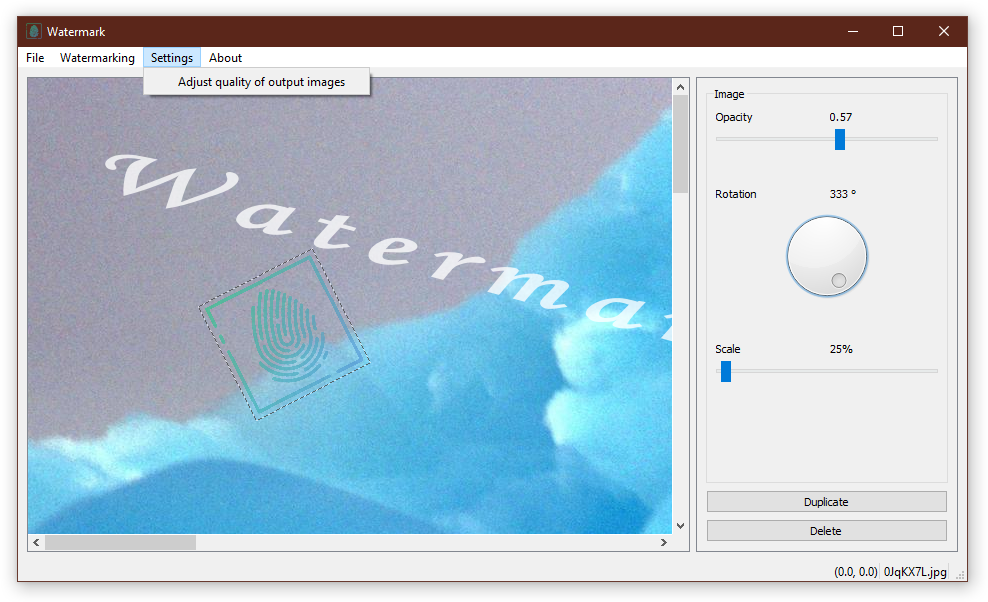 Watermark
File Watermarking Settings About
Adjust quality of output images
Waterma
Image
Opacity 0.57
Rotation 333 °
Scale 25%
Duplicate
Delete
(0.0, 0.0) 0JqKX7L.jpg